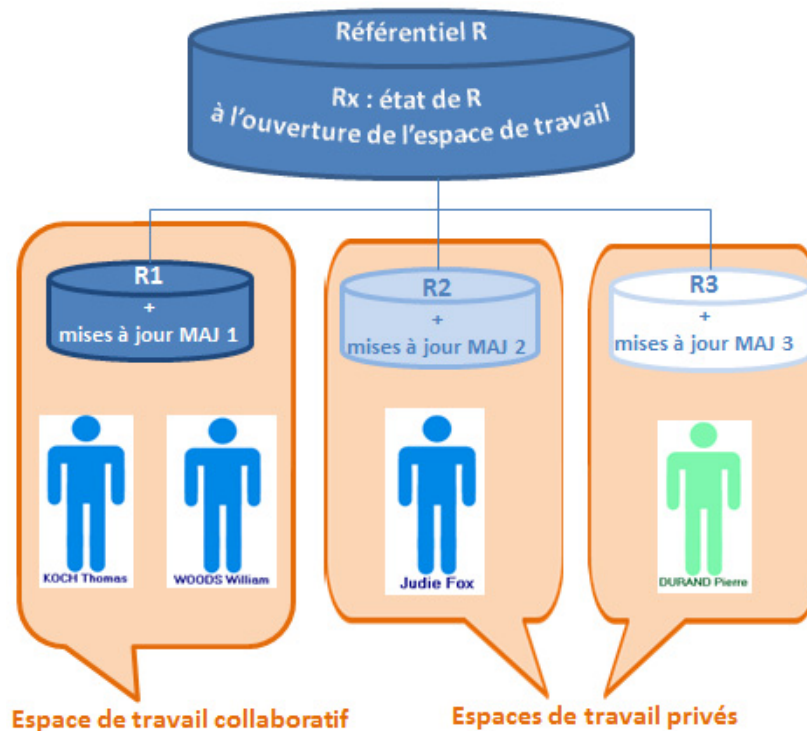 Référentiel R
Rx : état de R
à l'ouverture de l'espace de travail
R1
+
mises à jour MAJ 1
R2
+
mises à jour MAJ 2
R3
+
mises à jour MAJ 3
KOCH Thomas
WOODS William
Judie Fox
DURAND Pierre
Espace de travail collaboratif
Espaces de travail privés